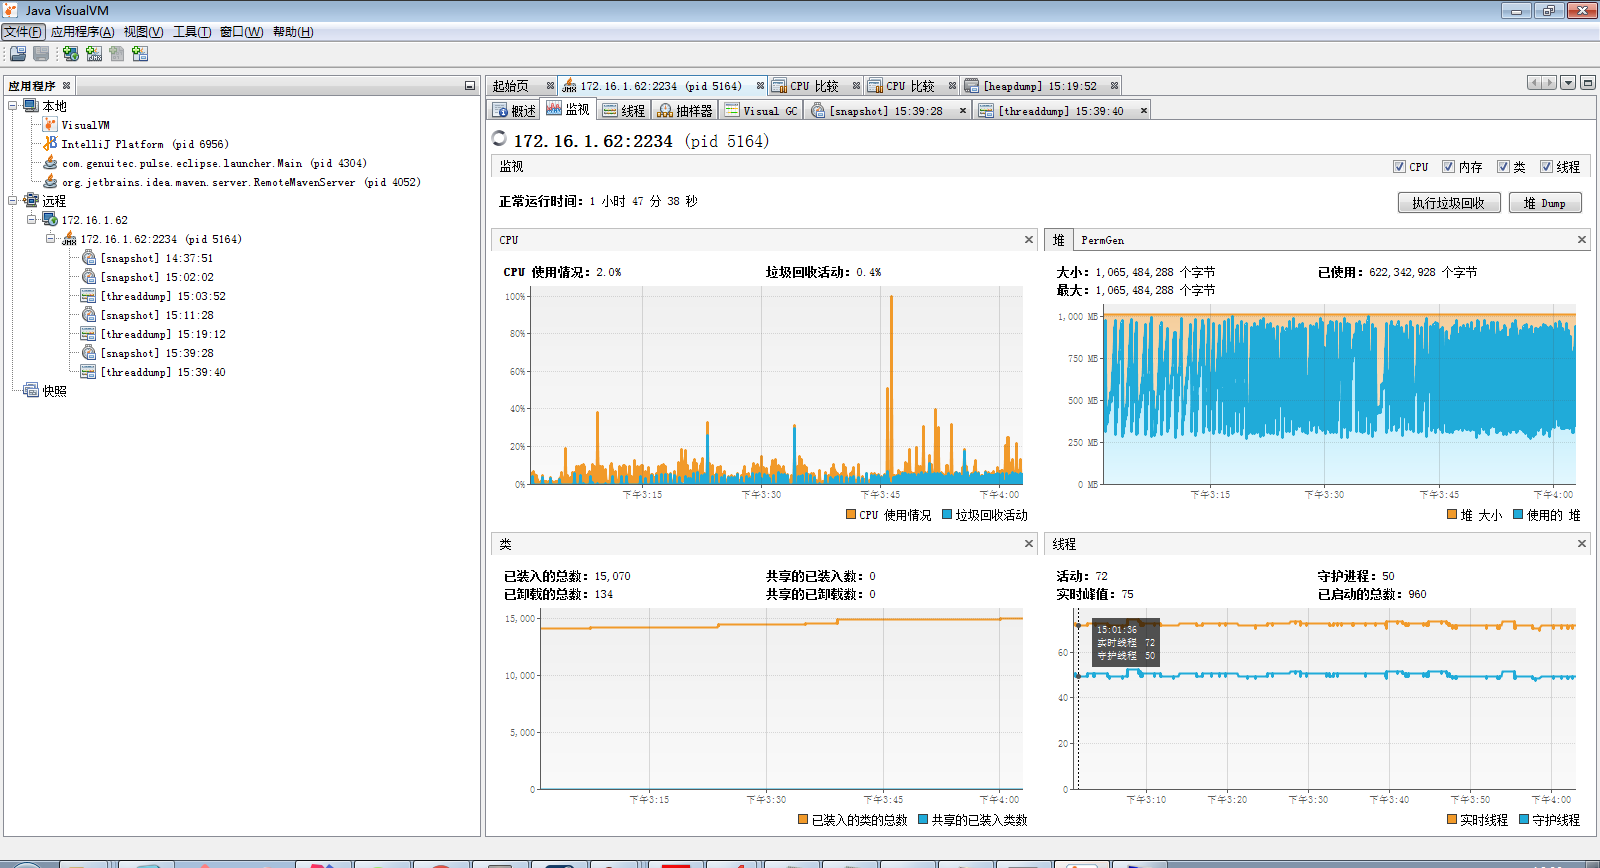 Java VisualVM
文件(F) 应用程序(A) 视图(V) 工具(T) 窗口(W) 帮助(H)
应用程序
本地
VisualVM
IntelliJ Platform (pid 6956)
com.genuitec.pulse.eclipse.launcher.Main (pid 4304)
org.jetbrains.idea.maven.server.RemoteMavenServer (pid 4052)
远程
172.16.1.62
172.16.1.62:2234 (pid 5164)
[snapshot] 14:37:51
[snapshot] 15:02:02
[threaddump] 15:03:52
[snapshot] 15:11:28
[threaddump] 15:19:12
[snapshot] 15:39:28
[threaddump] 15:39:40
快照
起始页 172.16.1.62:2234 (pid 5164) CPU 比较 CPU 比较 [heapdump] 15:19:52
概述 监视 线程 抽样器 Visual GC [snapshot] 15:39:28 [threaddump] 15:39:40
172.16.1.62:2234 (pid 5164)
监视 CPU 内存 类 线程
正常运行时间: 1 小时 47 分 38 秒 执行垃圾回收 堆 Dump
CPU
CPU 使用情况: 2.0% 垃圾回收活动: 0.4%
100%
80%
60%
40%
20%
0%
下午3:15 下午3:30 下午3:45 下午4:00
CPU 使用情况 垃圾回收活动
堆 PermGen
大小: 1,065,484,288 个字节 已使用: 622,342,928 个字节
最大: 1,065,484,288 个字节
1,000 MB
750 MB
500 MB
250 MB
0 MB
下午3:15 下午3:30 下午3:45 下午4:00
堆 大小 使用的 堆
类
已装入的总数: 15,070 共享的已装入数: 0
已卸载的总数: 134 共享的已卸载数: 0
15,000
10,000
5,000
0
下午3:15 下午3:30 下午3:45 下午4:00
已装入的类的总数 共享的已装入类数
线程
活动: 72 守护进程: 50
实时峰值: 75 已启动的总数: 960
15:01:36
实时线程 72
守护线程 50
60
40
20
0
下午3:10 下午3:20 下午3:30 下午3:40 下午3:50 下午4:00
实时线程 守护线程